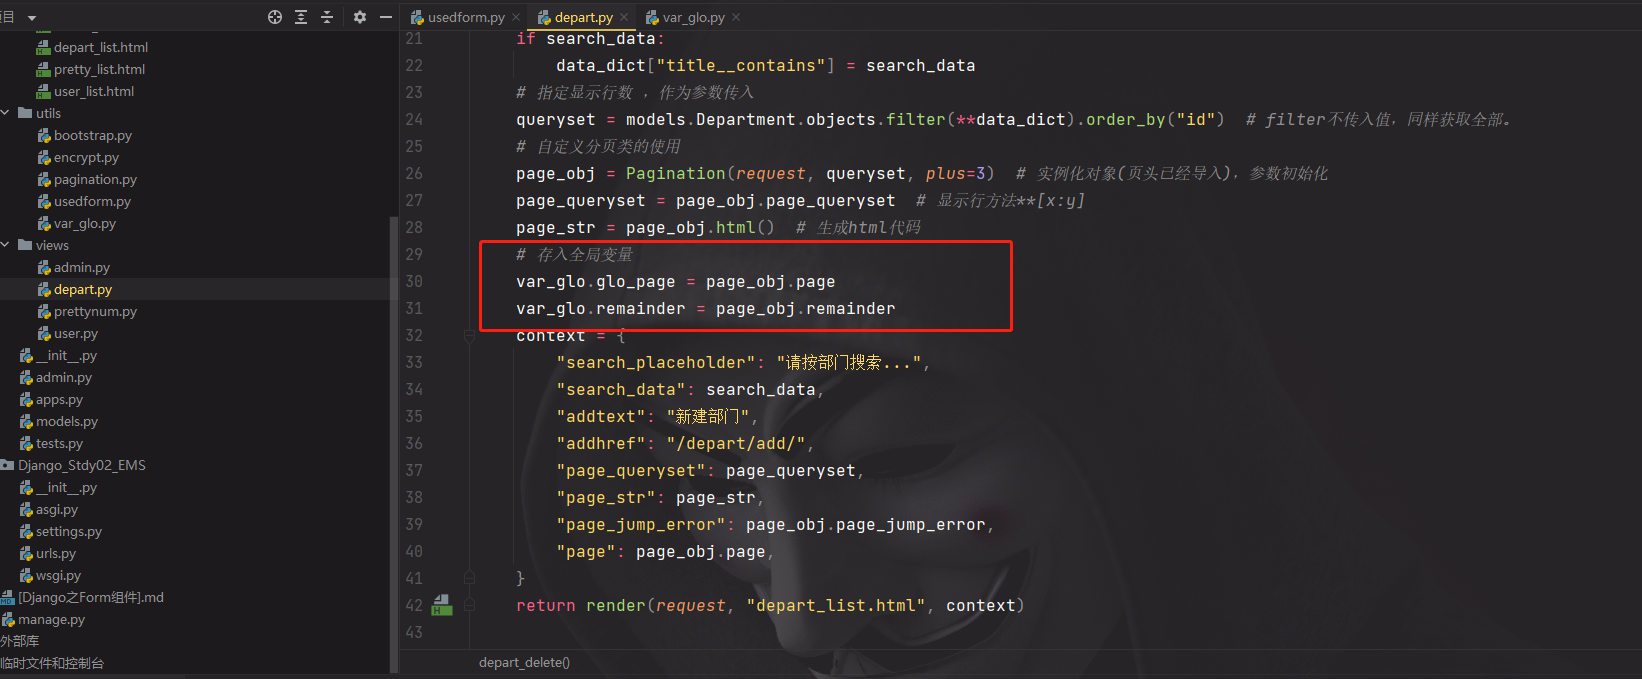 项目
usedform.py
depart.py
var_glo.py
depart_list.html
pretty_list.html
user_list.html
utils
bootstrap.py
encrypt.py
pagination.py
usedform.py
var_glo.py
views
admin.py
depart.py
prettynum.py
user.py
__init__.py
admin.py
apps.py
models.py
tests.py
Django_Stdy02_EMS
__init__.py
asgi.py
settings.py
urls.py
wsgi.py
[Django之Form组件].md
manage.py
外部库
临时文件和控制台
21 if search_data:
22 data_dict["title__contains"] = search_data
23 # 指定显示行数 ，作为参数传入
24 queryset = models.Department.objects.filter(**data_dict).order_by("id") # filter不传入值，同样获取全部。
25 # 自定义分页类的使用
26 page_obj = Pagination(request, queryset, plus=3) # 实例化对象(页头已经导入)，参数初始化
27 page_queryset = page_obj.page_queryset # 显示行方法**[x:y]
28 page_str = page_obj.html() # 生成html代码
29 # 存入全局变量
30 var_glo.glo_page = page_obj.page
31 var_glo.remainder = page_obj.remainder
32 context = {
33 "search_placeholder": "请按部门搜索...",
34 "search_data": search_data,
35 "addtext": "新建部门",
36 "addhref": "/depart/add/",
37 "page_queryset": page_queryset,
38 "page_str": page_str,
39 "page_jump_error": page_obj.page_jump_error,
40 "page": page_obj.page,
41 }
42 return render(request, "depart_list.html", context)
43
depart_delete()